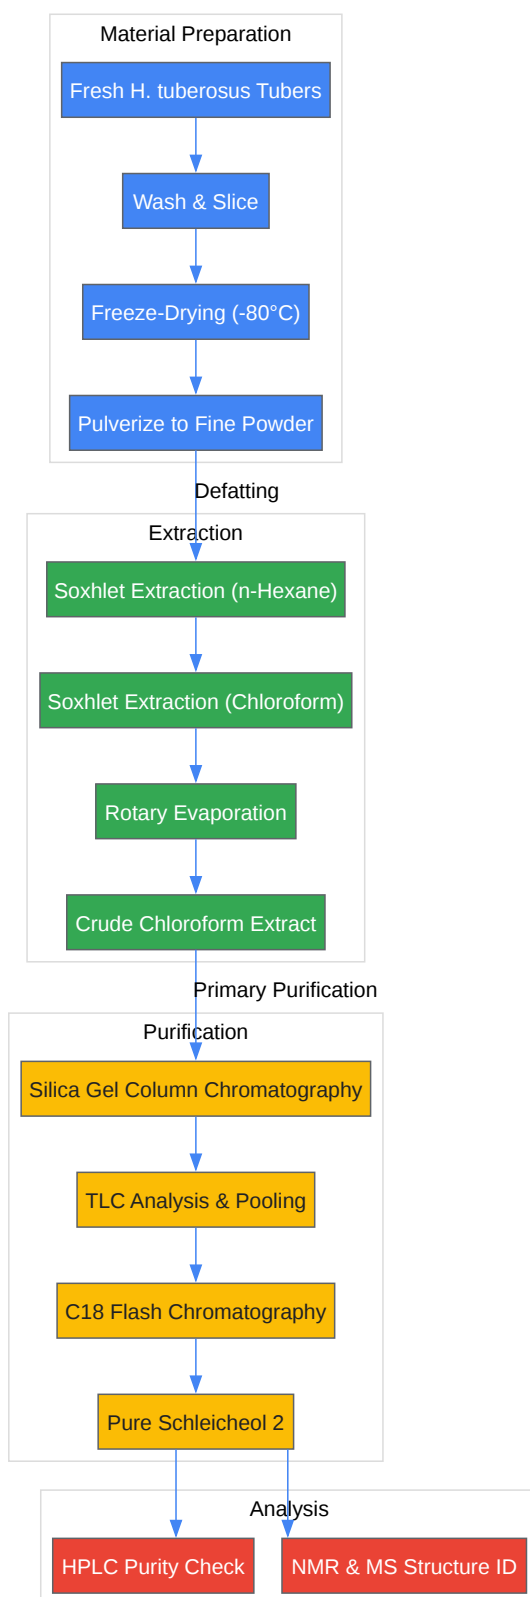 Material Preparation
Fresh H. tuberosus Tubers
Wash & Slice
Freeze-Drying (-80°C)
Pulverize to Fine Powder
Defatting
Extraction
Soxhlet Extraction (n-Hexane)
Soxhlet Extraction (Chloroform)
Rotary Evaporation
Crude Chloroform Extract
Primary Purification
Purification
Silica Gel Column Chromatography
TLC Analysis & Pooling
C18 Flash Chromatography
Pure Schleicheol 2
Analysis
HPLC Purity Check
NMR & MS Structure ID